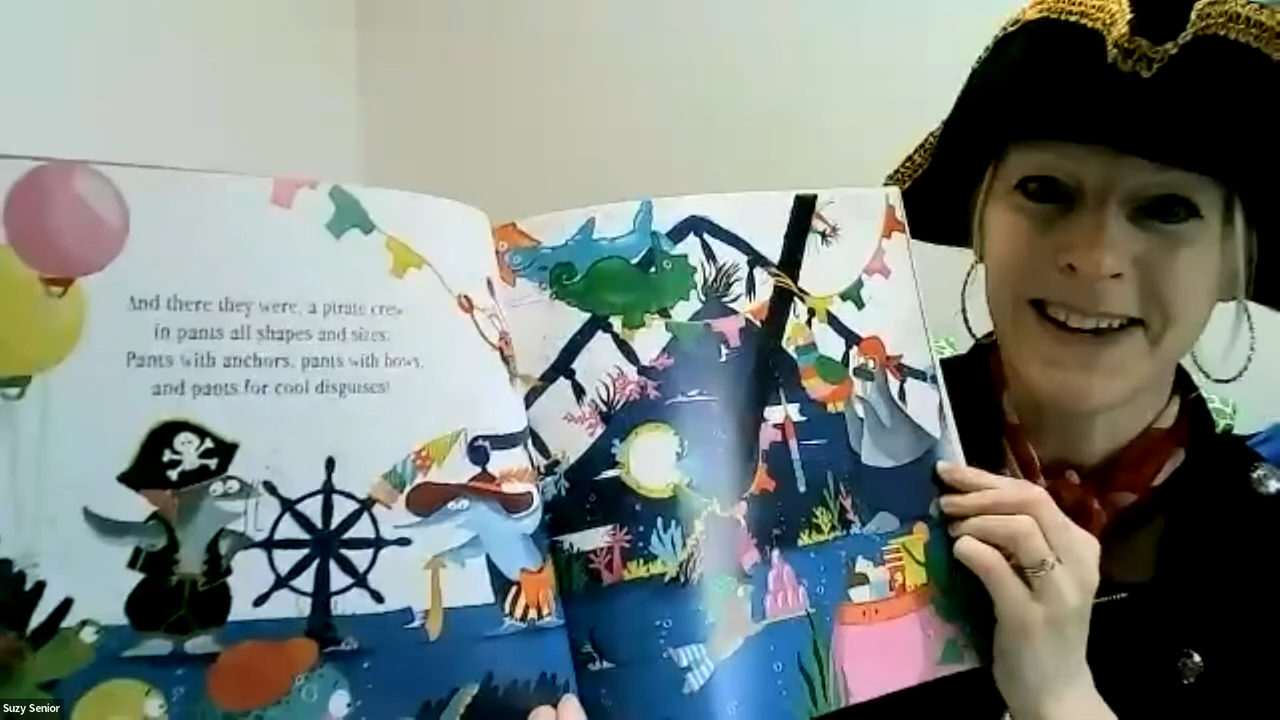 And there they were, a pirate crew
in pants all shapes and sizes:
Pants with anchors, pants with bows,
and pants for cool disguises!
Suzy Senior